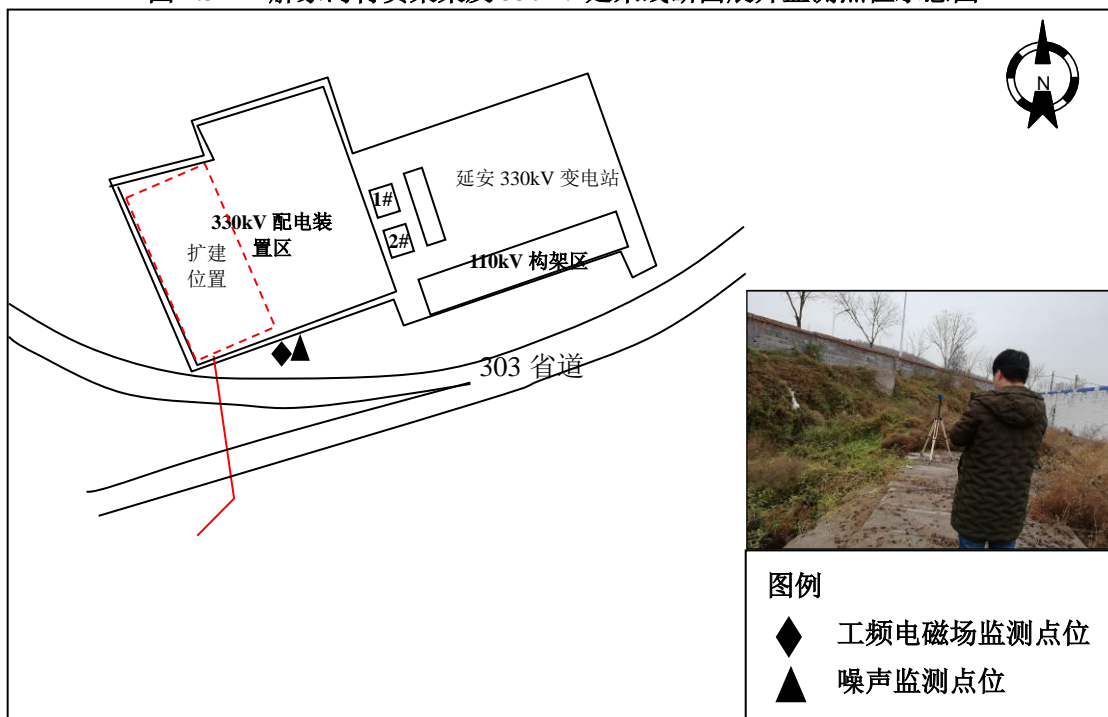 N
延安 330kV 变电站
1#
330kV 配电装
置区
2#
扩建
位置
110kV 构架区
303 省道
图例
工频电磁场监测点位
噪声监测点位